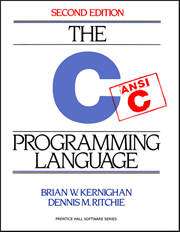 SECOND EDITION
THE
C
ANSI
C
PROGRAMMING
LANGUAGE
BRIAN W. KERNIGHAN
DENNIS M. RITCHIE
PRENTICE HALL SOFTWARE SERIES